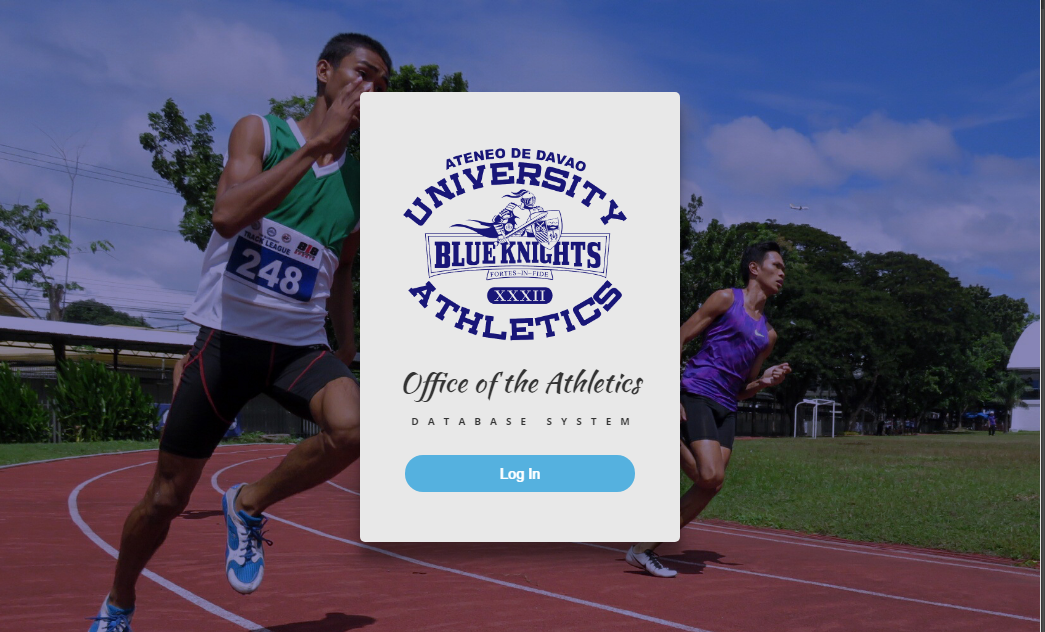 ATENEO DE DAVAO
UNIVERSITY
BLUE KNIGHTS
FORTES-IN-FIDE
XXXII
ATHLETICS
Office of the Athletics
DATABASE SYSTEM
Log In
TRACK LEAGUE
248